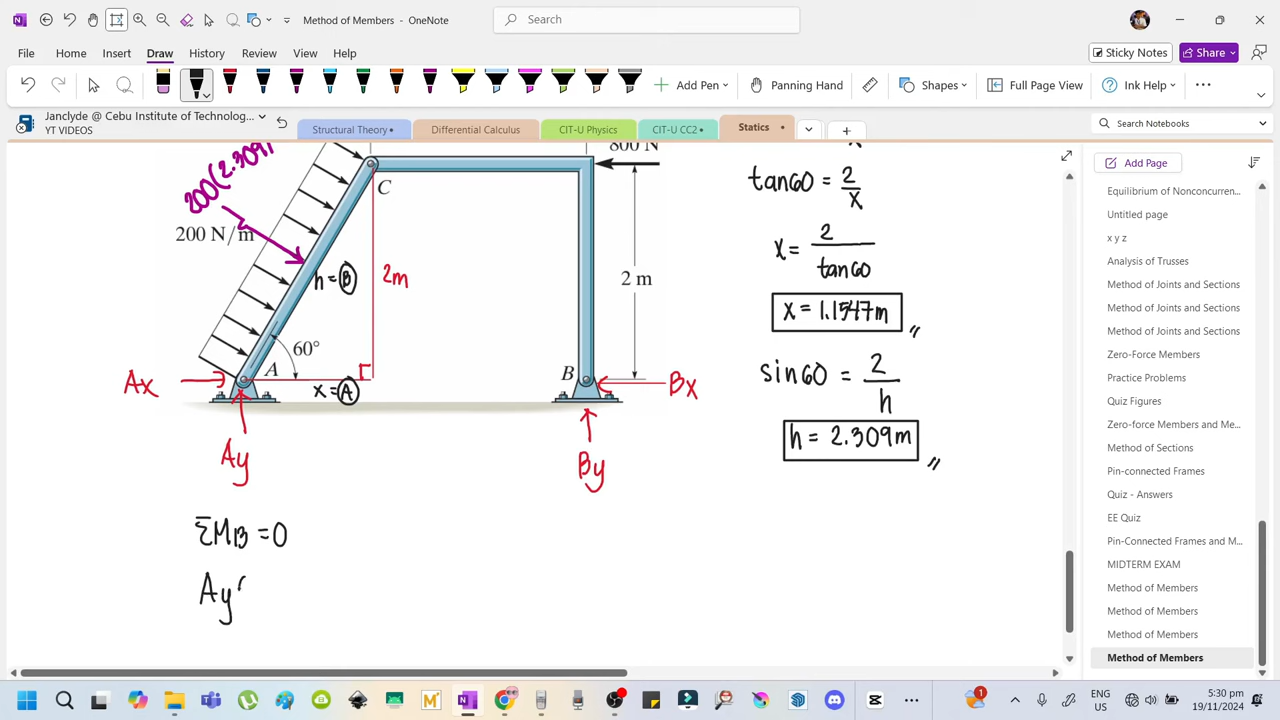 Method of Members - OneNote
Search
File Home Insert Draw History Review View Help
Sticky Notes
Share
Add Pen
Panning Hand
Shapes
Full Page View
Ink Help
Janclyde @ Cebu Institute of Technolog...
YT VIDEOS
Structural Theory
Differential Calculus
CIT-U Physics
CIT-U CC2
Statics
Search Notebooks
Add Page
Equilibrium of Nonconcurren...
Untitled page
x y z
Analysis of Trusses
Method of Joints and Sections
Method of Joints and Sections
Method of Joints and Sections
Zero-Force Members
Practice Problems
Quiz Figures
Zero-force Members and Me...
Method of Sections
Pin-connected Frames
Quiz - Answers
EE Quiz
Pin-Connected Frames and M...
MIDTERM EXAM
Method of Members
Method of Members
Method of Members
Method of Members
800 N
200(2.309)
C
200 N/m
h = B
2m
2 m
60°
A
B
x = A
Ax
Bx
Ay
By
tan60 = 2/x
x = 2/tan60
x = 1.1547m
sin60 = 2/h
h = 2.309m
ΣMB = 0
Ay
ENG
PH
5:30 pm
19/11/2024
1